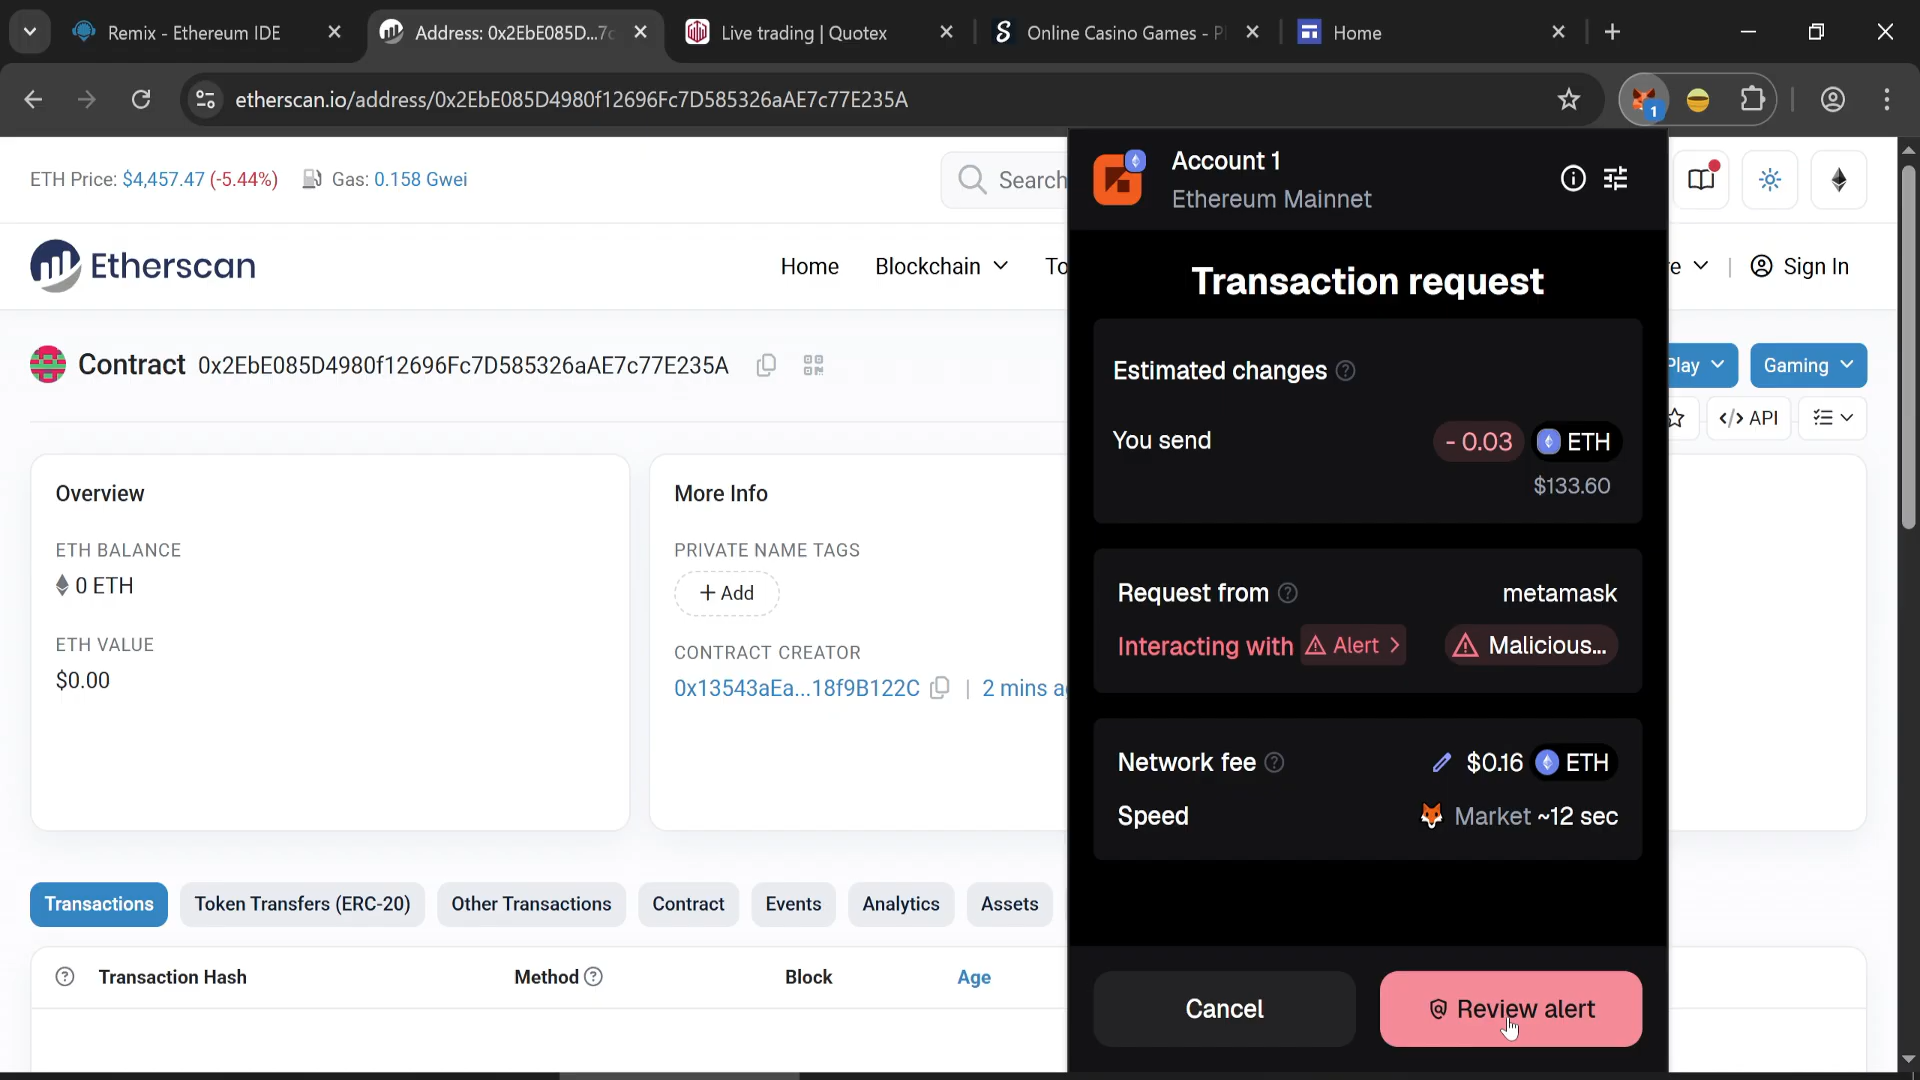 Remix - Ethereum IDE
Address: 0x2EbE085D...7c
Live trading | Quotex
Online Casino Games - Pl
Home
etherscan.io/address/0x2EbE085D4980f12696Fc7D585326aAE7c77E235A
1
ETH Price: $4,457.47 (-5.44%)
Gas: 0.158 Gwei
Search
Etherscan
Home
Blockchain
To
re
|
Sign In
Contract 0x2EbE085D4980f12696Fc7D585326aAE7c77E235A
Play
Gaming
</> API
Overview
ETH BALANCE
0 ETH
ETH VALUE
$0.00
More Info
PRIVATE NAME TAGS
+ Add
CONTRACT CREATOR
0x13543aEa...18f9B122C | 2 mins a
Transactions
Token Transfers (ERC-20)
Other Transactions
Contract
Events
Analytics
Assets
Transaction Hash
Method
Block
Age
Account 1
Ethereum Mainnet
Transaction request
Estimated changes
You send
- 0.03
ETH
$133.60
Request from
metamask
Interacting with
Alert >
Malicious...
Network fee
$0.16
ETH
Speed
Market ~12 sec
Cancel
Review alert